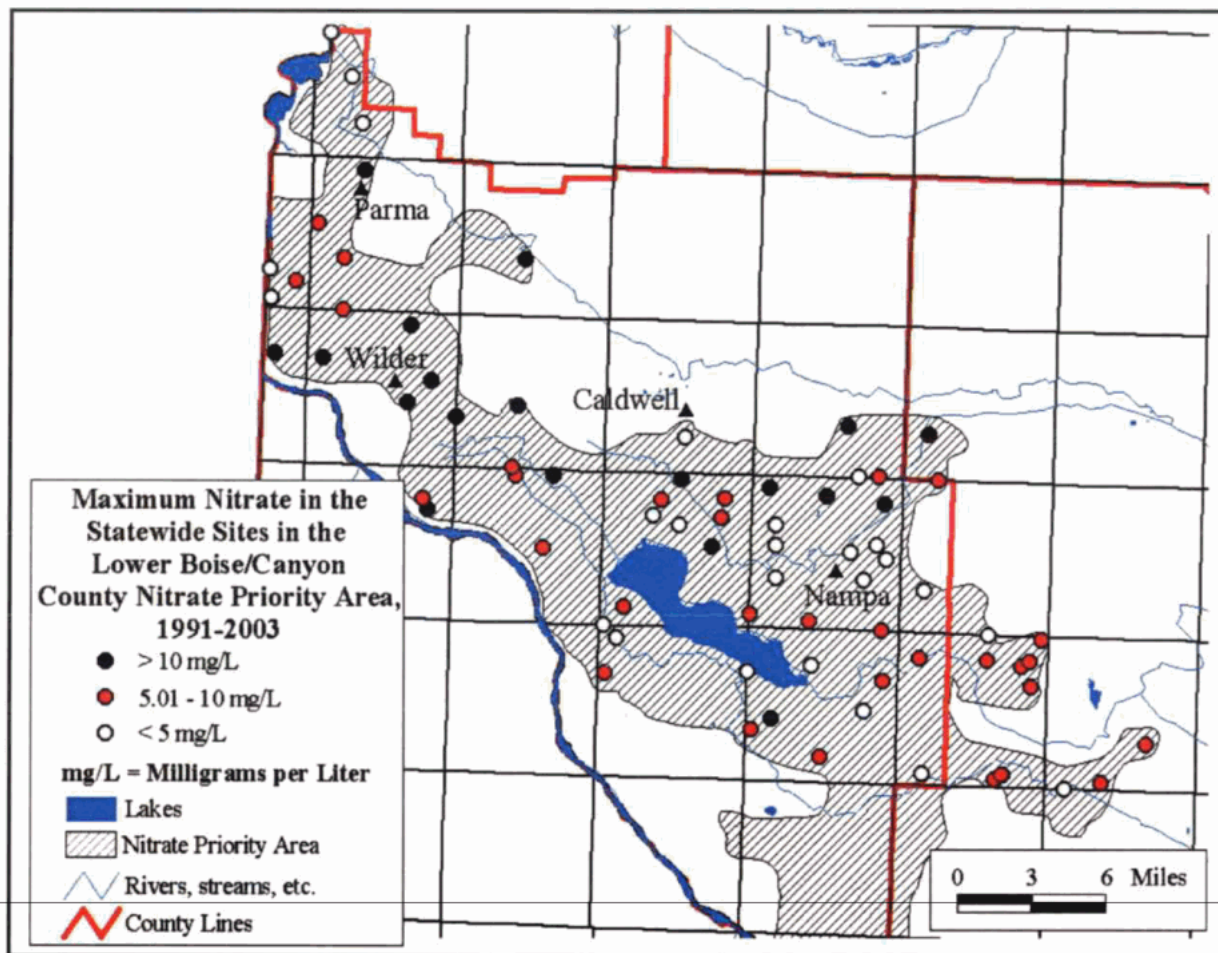 Parma
Wilder
Caldwell
Nampa
Maximum Nitrate in the
Statewide Sites in the
Lower Boise/Canyon
County Nitrate Priority Area,
1991-2003
> 10 mg/L
5.01 - 10 mg/L
< 5 mg/L
mg/L = Milligrams per Liter
Lakes
Nitrate Priority Area
Rivers, streams, etc.
County Lines
0 3 6 Miles